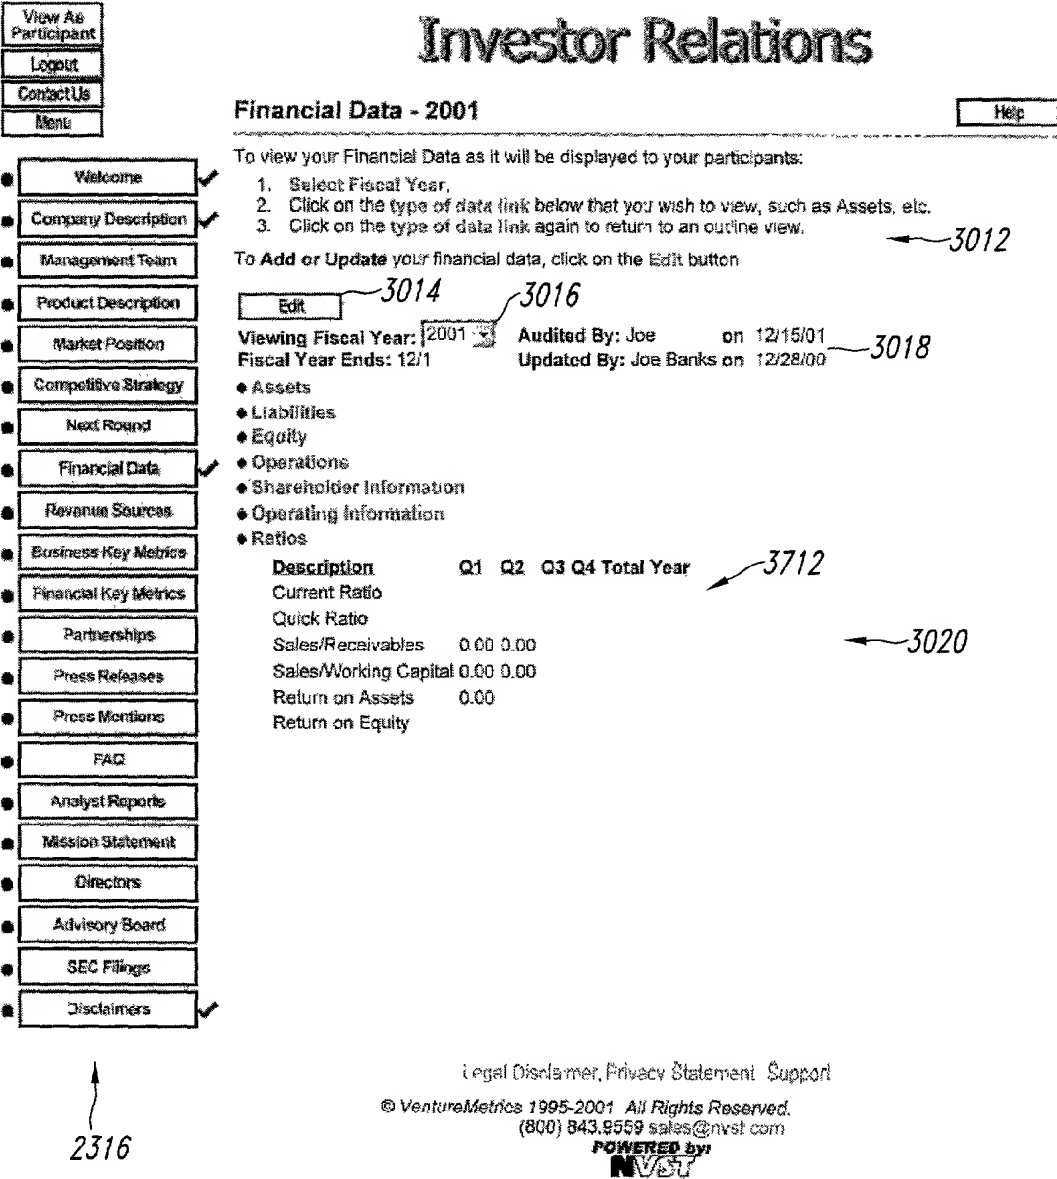 View As
Participant
Logout
Contact Us
Menu
Investor Relations
Financial Data - 2001
Help
To view your Financial Data as it will be displayed to your participants:
1. Select Fiscal Year,
2. Click on the type of data link below that you wish to view, such as Assets, etc.
3. Click on the type of data link again to return to an outline view.
3012
To Add or Update your financial data, click on the Edit button
Edit
3014
3016
Viewing Fiscal Year: 2001 Audited By: Joe on 12/15/01
Fiscal Year Ends: 12/1 Updated By: Joe Banks on 12/28/00
3018
Assets
Liabilities
Equity
Operations
Shareholder Information
Operating Information
Ratios
Description Q1 Q2 Q3 Q4 Total Year
3712
Current Ratio
Quick Ratio
Sales/Receivables 0.00 0.00
3020
Sales/Working Capital 0.00 0.00
Return on Assets 0.00
Return on Equity
Welcome
Company Description
Management Team
Product Description
Market Position
Competitive Strategy
Next Round
Financial Data
Revenue Sources
Business Key Metrics
Financial Key Metrics
Partnerships
Press Releases
Press Mentions
FAQ
Analyst Reports
Mission Statement
Directors
Advisory Board
SEC Filings
Disclaimers
2316
Legal Disclaimer, Privacy Statement Support
© VentureMetrics 1995-2001 All Rights Reserved.
(800) 843.9559 sales@nvst.com
POWERED by:
NVST